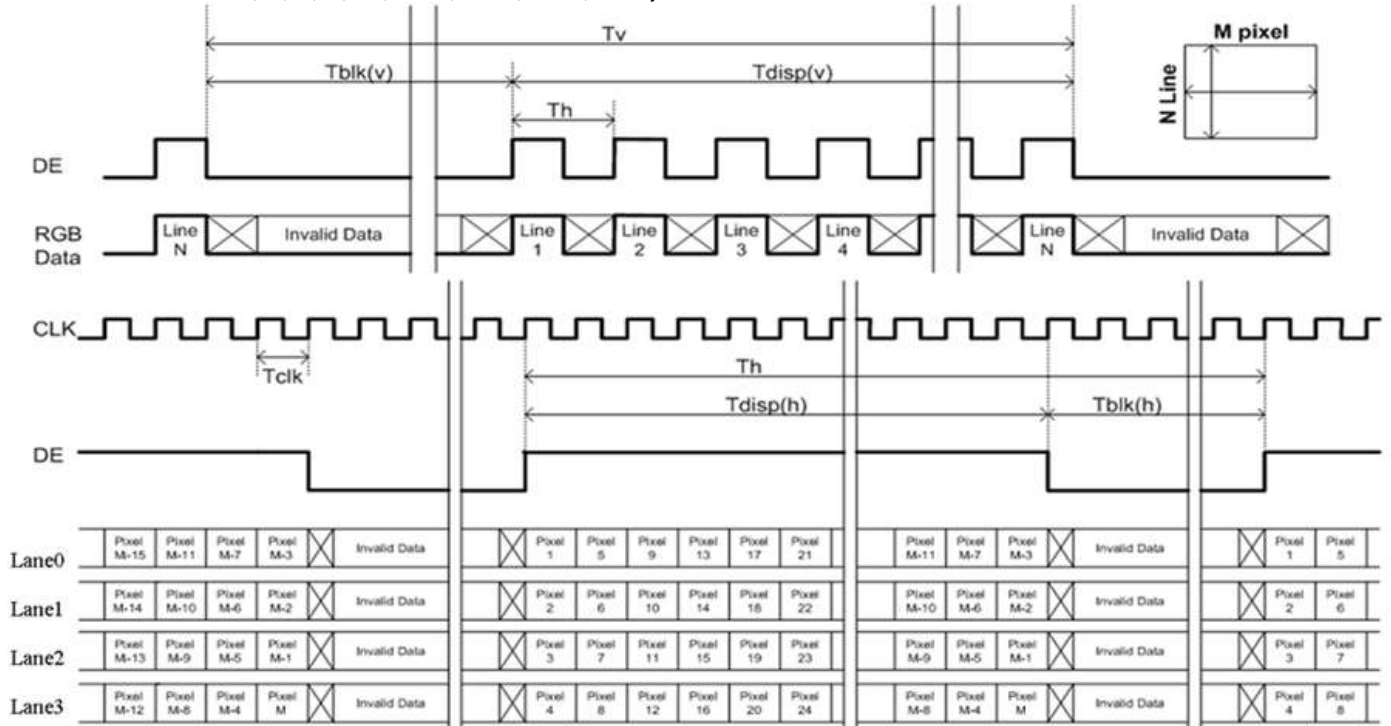 Tv
M pixel
Tblk(v) Tdisp(v)
N Line
Th
DE
RGB Data
Line N Invalid Data Line 1 Line 2 Line 3 Line 4 Line N Invalid Data
CLK
Tclk
Th
Tdisp(h) Tblk(h)
DE
Lane0 Pixel M-15 Pixel M-11 Pixel M-7 Pixel M-3 Invalid Data Pixel 1 Pixel 5 Pixel 9 Pixel 13 Pixel 17 Pixel 21 Pixel M-11 Pixel M-7 Pixel M-3 Invalid Data Pixel 1 Pixel 5
Lane1 Pixel M-14 Pixel M-10 Pixel M-6 Pixel M-2 Invalid Data Pixel 2 Pixel 6 Pixel 10 Pixel 14 Pixel 18 Pixel 22 Pixel M-10 Pixel M-6 Pixel M-2 Invalid Data Pixel 2 Pixel 6
Lane2 Pixel M-13 Pixel M-9 Pixel M-5 Pixel M-1 Invalid Data Pixel 3 Pixel 7 Pixel 11 Pixel 15 Pixel 19 Pixel 23 Pixel M-9 Pixel M-5 Pixel M-1 Invalid Data Pixel 3 Pixel 7
Lane3 Pixel M-12 Pixel M-8 Pixel M-4 Pixel M Invalid Data Pixel 4 Pixel 8 Pixel 12 Pixel 16 Pixel 20 Pixel 24 Pixel M-8 Pixel M-4 Pixel M Invalid Data Pixel 4 Pixel 8